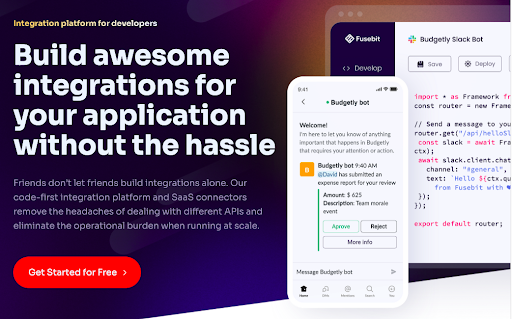 Integration platform for developers
Build awesome
integrations for
your application
without the hassle
Friends don't let friends build integrations alone. Our
code-first integration platform and SaaS connectors
remove the headaches of dealing with different APIs and
eliminate the operational burden when running at scale.
Get Started for Free
Fusebit
Develop
Budgetly Slack Bot
Save
Deploy
import * as Framework fr
const router = new Frame
// Send a message to you
router.get("/api/helloSl
ctx);
const slack = await Fra
await slack.client.chat
channel: "#general",
text: `Hello ${ctx.qu
from Fusebit with
});
});
export default router;
9:41
Budgetly bot
Welcome!
I'm here to let you know of anything
important that happens in Budgetly
that requires your attention or action.
B
Budgetly bot 9:40 AM
@David has submitted an
expense report for your review
Amount: $ 625
Description: Team morale
event
Aprove
Reject
More info
Message Budgetly bot
Home
DMs
Mentions
Search
You